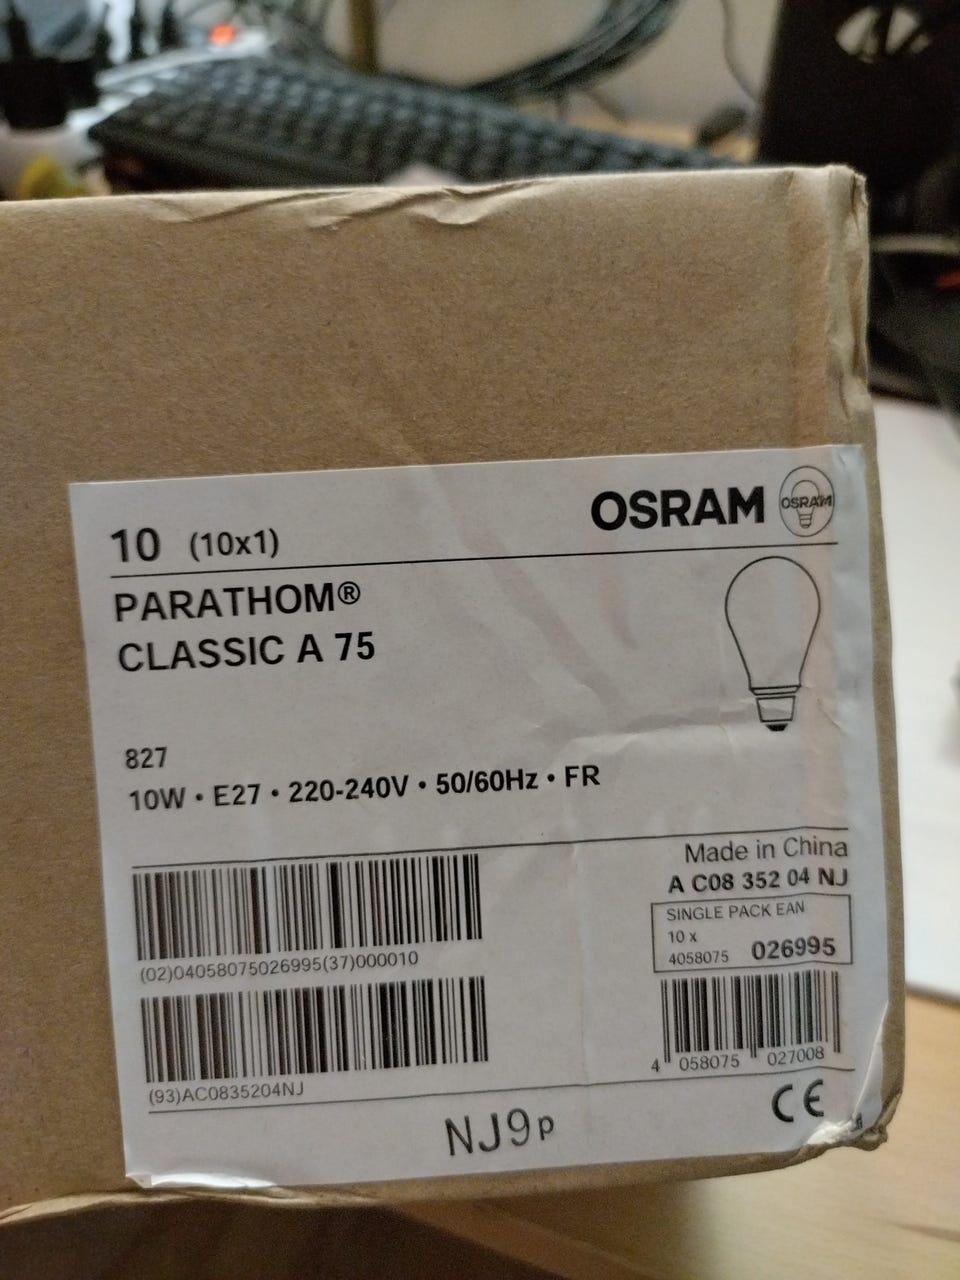 OSRAM OSRAM
10 (10x1)
PARATHOM®
CLASSIC A 75
827
10W • E27 • 220-240V • 50/60Hz • FR
Made in China
A C08 352 04 NJ
SINGLE PACK EAN
10 x
4058075 026995
(02)04058075026995(37)000010
4 058075 027008
(93)AC0835204NJ
CE
NJ9p